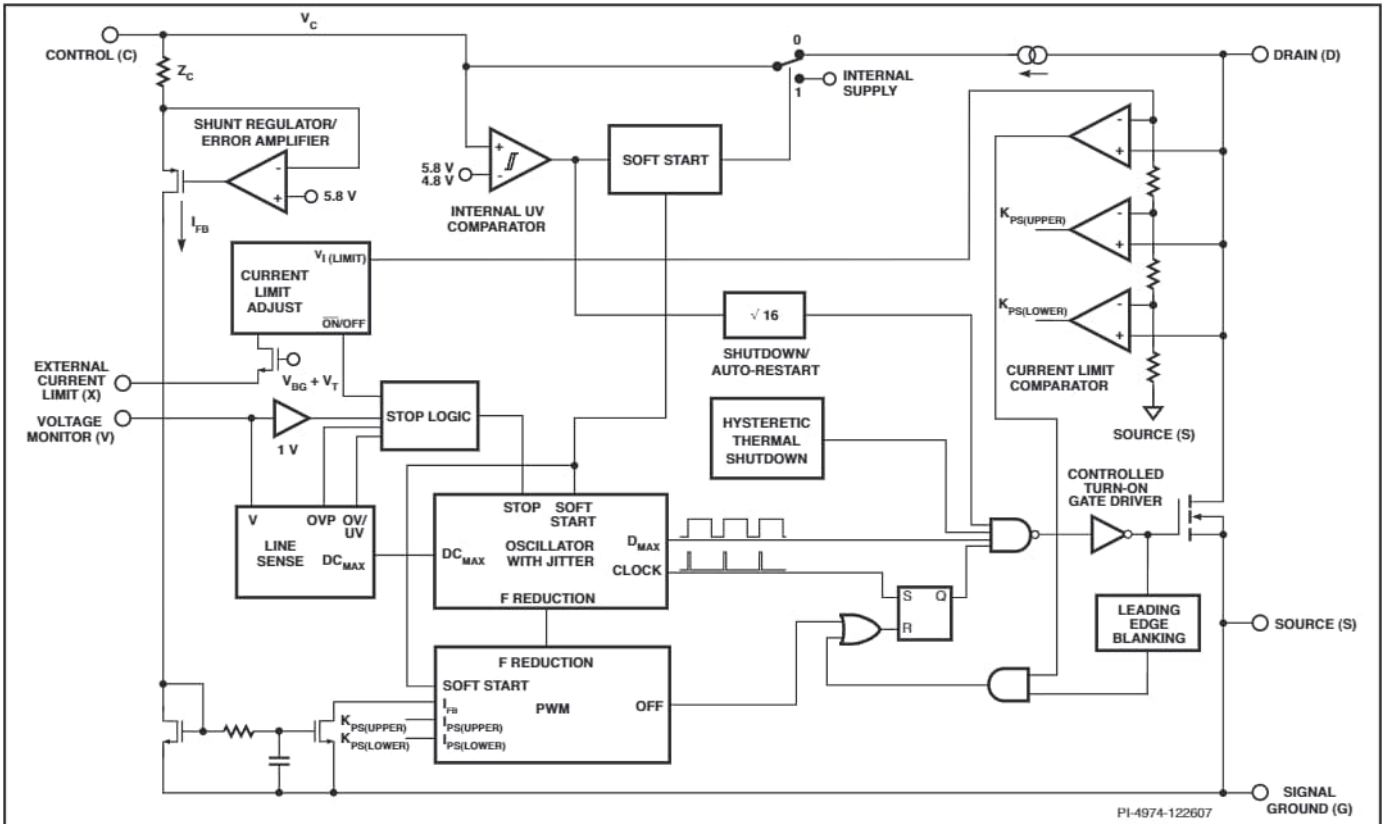 V_C
CONTROL (C)
Z_C
0
1
INTERNAL
SUPPLY
DRAIN (D)
SHUNT REGULATOR/
ERROR AMPLIFIER
-
+
5.8 V
I_FB
+
-
5.8 V
4.8 V
INTERNAL UV
COMPARATOR
SOFT START
-
+
K_PS(UPPER)
-
+
K_PS(LOWER)
-
+
CURRENT LIMIT
COMPARATOR
SOURCE (S)
V_I (LIMIT)
CURRENT
LIMIT
ADJUST
O̅N̅/OFF
√ 16
SHUTDOWN/
AUTO-RESTART
EXTERNAL
CURRENT
LIMIT (X)
V_BG + V_T
VOLTAGE
MONITOR (V)
1 V
STOP LOGIC
HYSTERETIC
THERMAL
SHUTDOWN
CONTROLLED
TURN-ON
GATE DRIVER
V
OVP
OV/
UV
LINE
SENSE
DC_MAX
STOP
SOFT
START
DC_MAX
OSCILLATOR
WITH JITTER
D_MAX
CLOCK
F REDUCTION
S
Q
R
LEADING
EDGE
BLANKING
SOURCE (S)
F REDUCTION
SOFT START
I_FB
PWM
OFF
K_PS(UPPER)
I_PS(UPPER)
K_PS(LOWER)
I_PS(LOWER)
SIGNAL
GROUND (G)
PI-4974-122607